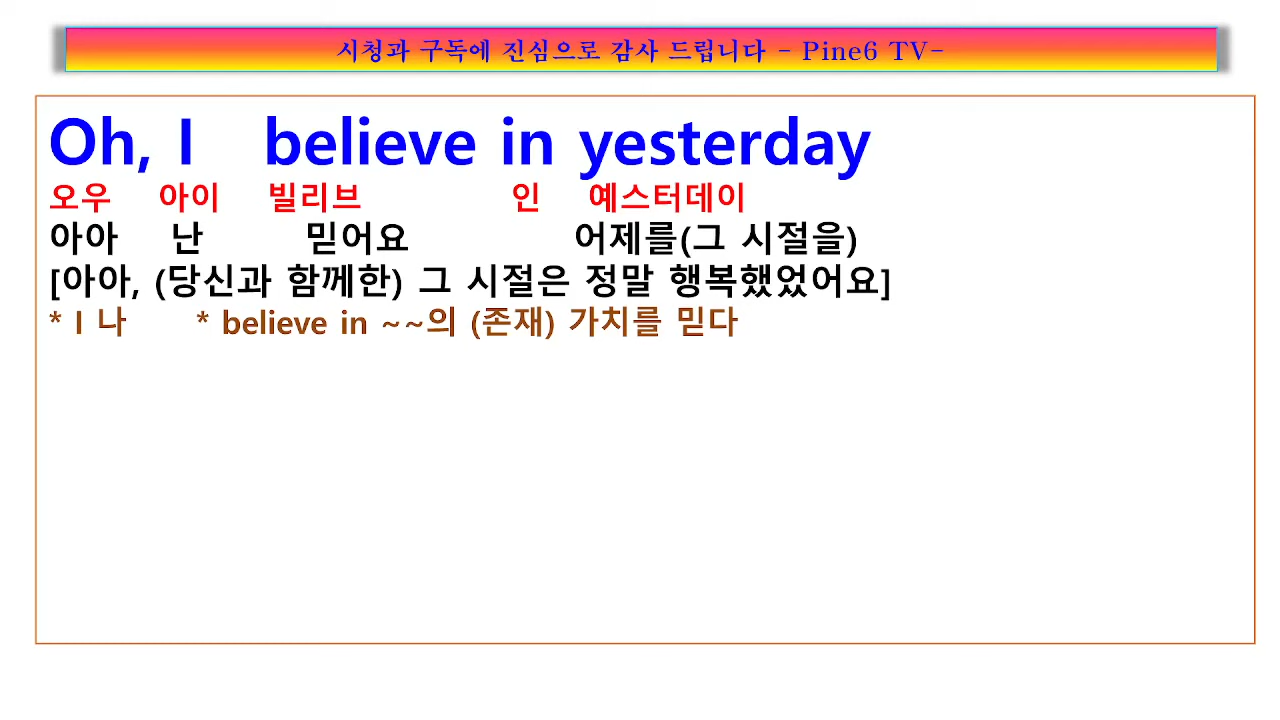 시청과 구독에 진심으로 감사 드립니다 - Pine6 TV-
Oh, I believe in yesterday
오우 아이 빌리브 인 예스터데이
아아 난 믿어요 어제를(그 시절을)
[아아, (당신과 함께한) 그 시절은 정말 행복했었어요]
* I 나 * believe in ~~의 (존재) 가치를 믿다